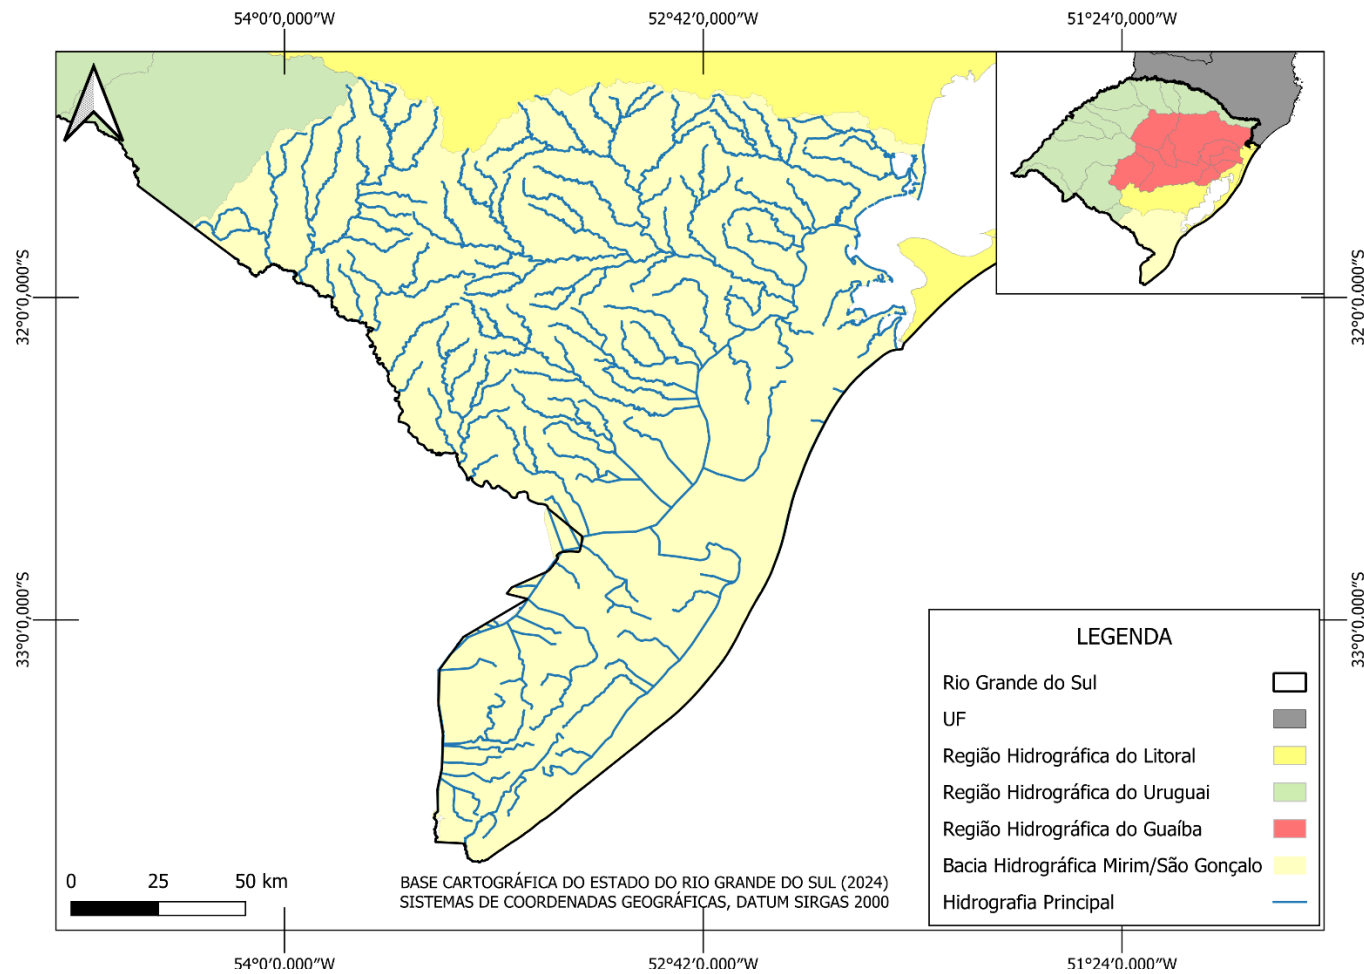 54°0′0,000″W 52°42′0,000″W 51°24′0,000″W
32°0′0,000″S
32°0′0,000″S
33°0′0,000″S
33°0′0,000″S
LEGENDA
Rio Grande do Sul
UF
Região Hidrográfica do Litoral
Região Hidrográfica do Uruguai
Região Hidrográfica do Guaíba
Bacia Hidrográfica Mirim/São Gonçalo
Hidrografia Principal
0 25 50 km
BASE CARTOGRÁFICA DO ESTADO DO RIO GRANDE DO SUL (2024)
SISTEMAS DE COORDENADAS GEOGRÁFICAS, DATUM SIRGAS 2000
54°0′0,000″W 52°42′0,000″W 51°24′0,000″W